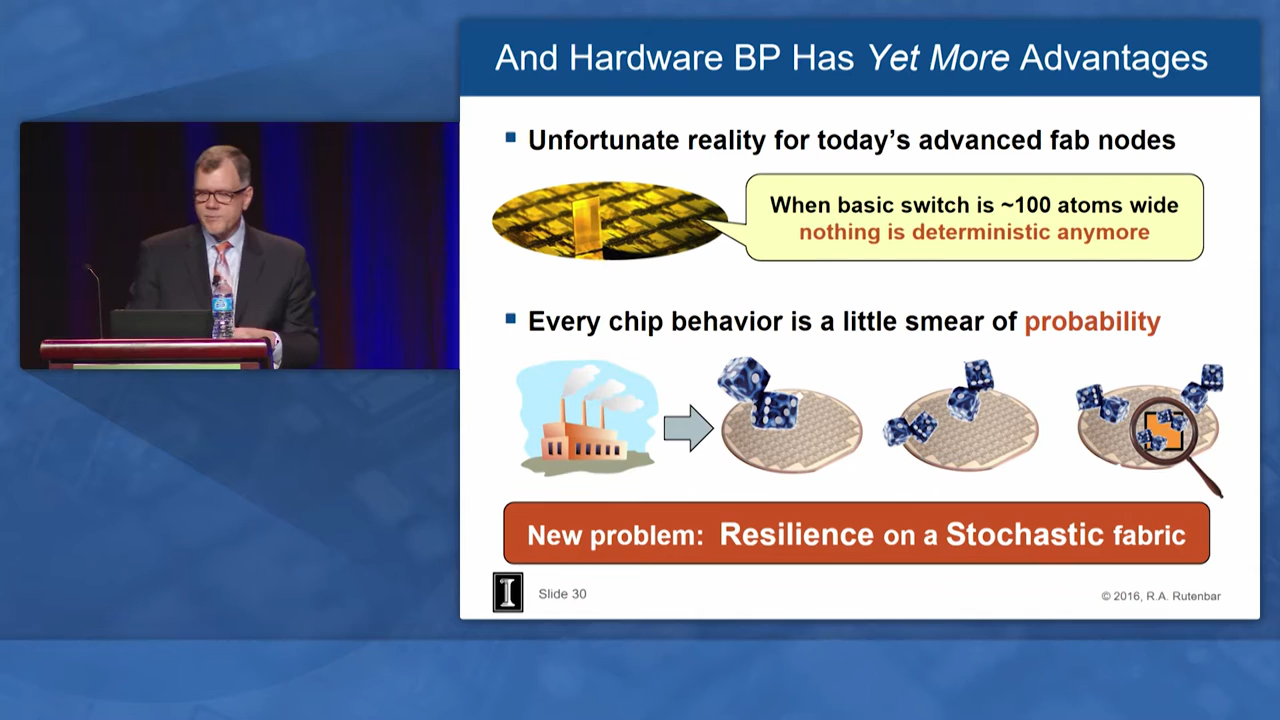 And Hardware BP Has Yet More Advantages
Unfortunate reality for today's advanced fab nodes
When basic switch is ~100 atoms wide
nothing is deterministic anymore
Every chip behavior is a little smear of probability
New problem: Resilience on a Stochastic fabric
I
Slide 30
© 2016, R.A. Rutenbar